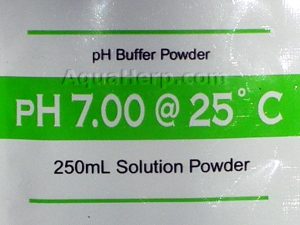 pH Buffer Powder
AquaHerp.com
pH 7.00 @ 25° C
250mL Solution Powder